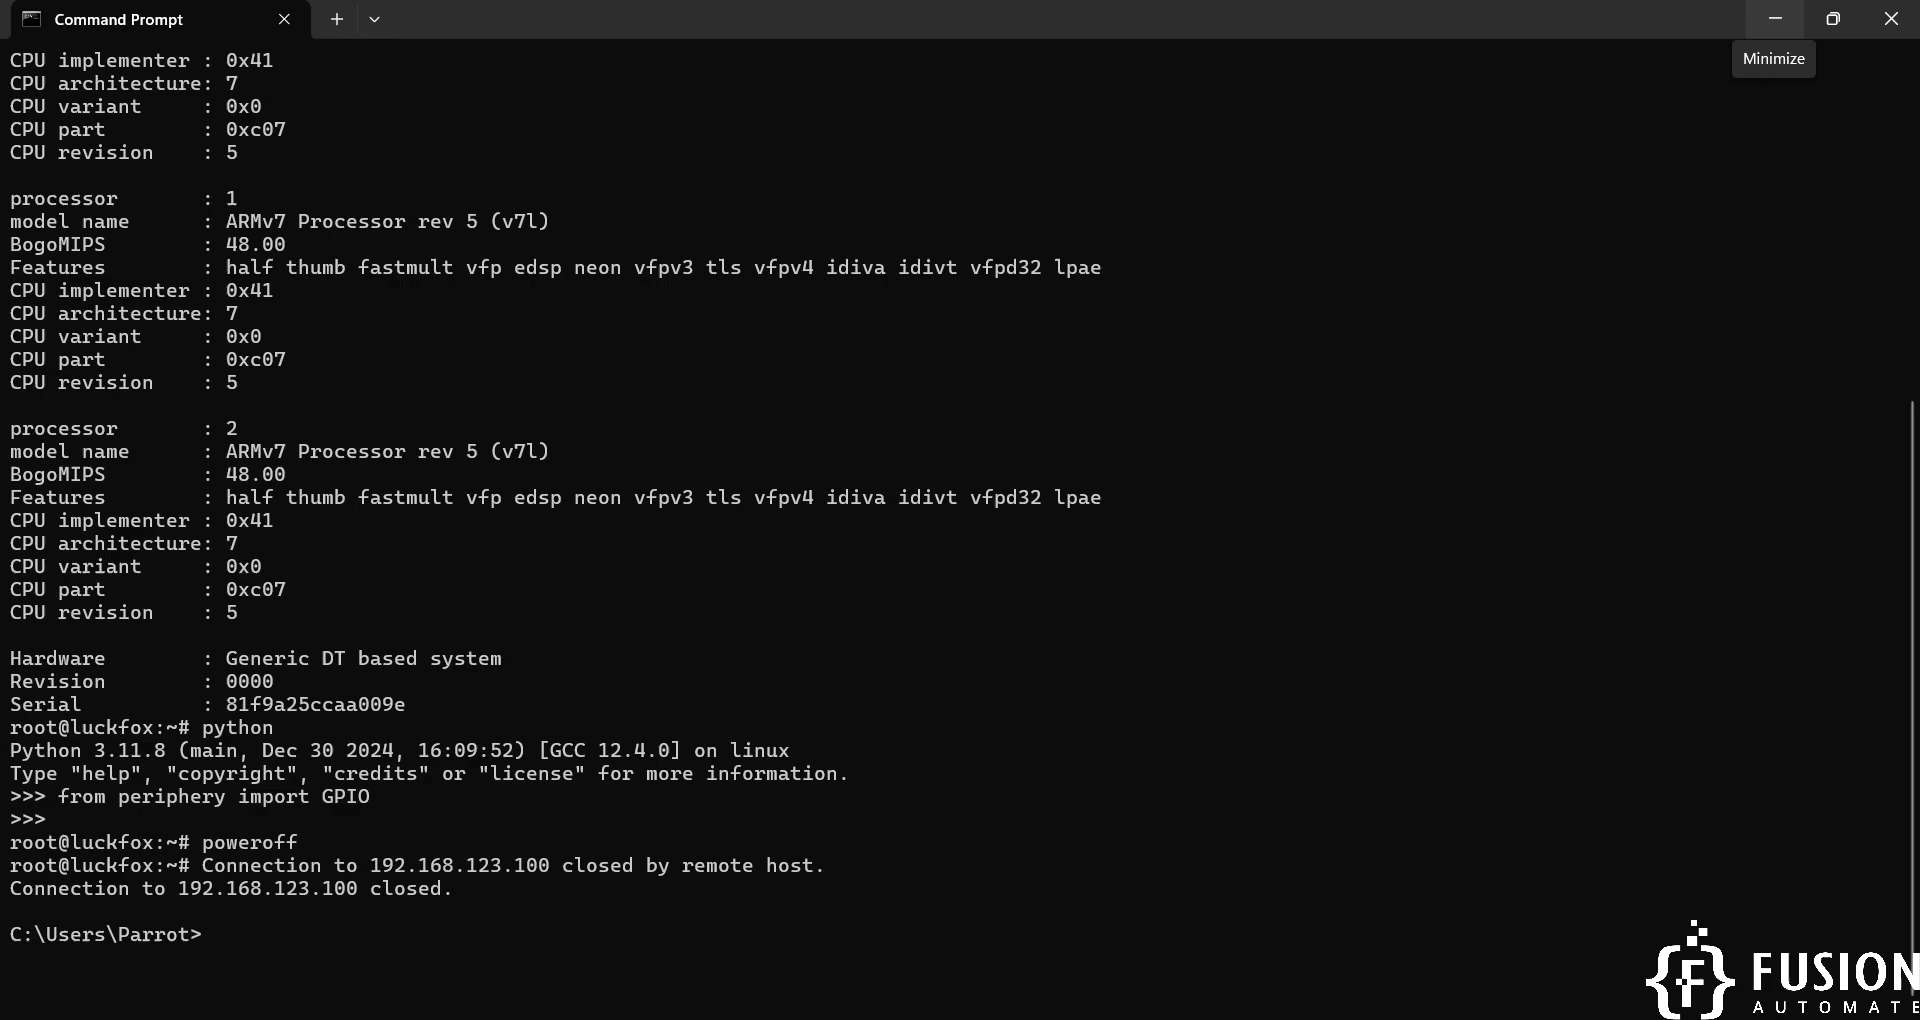 Command Prompt
Minimize
CPU implementer : 0x41
CPU architecture: 7
CPU variant     : 0x0
CPU part        : 0xc07
CPU revision    : 5

processor       : 1
model name      : ARMv7 Processor rev 5 (v7l)
BogoMIPS        : 48.00
Features        : half thumb fastmult vfp edsp neon vfpv3 tls vfpv4 idiva idivt vfpd32 lpae
CPU implementer : 0x41
CPU architecture: 7
CPU variant     : 0x0
CPU part        : 0xc07
CPU revision    : 5

processor       : 2
model name      : ARMv7 Processor rev 5 (v7l)
BogoMIPS        : 48.00
Features        : half thumb fastmult vfp edsp neon vfpv3 tls vfpv4 idiva idivt vfpd32 lpae
CPU implementer : 0x41
CPU architecture: 7
CPU variant     : 0x0
CPU part        : 0xc07
CPU revision    : 5

Hardware        : Generic DT based system
Revision        : 0000
Serial          : 81f9a25ccaa009e
root@luckfox:~# python
Python 3.11.8 (main, Dec 30 2024, 16:09:52) [GCC 12.4.0] on linux
Type "help", "copyright", "credits" or "license" for more information.
>>> from periphery import GPIO
>>>
root@luckfox:~# poweroff
root@luckfox:~# Connection to 192.168.123.100 closed by remote host.
Connection to 192.168.123.100 closed.

C:\Users\Parrot>
{F} FUSION
AUTOMATE